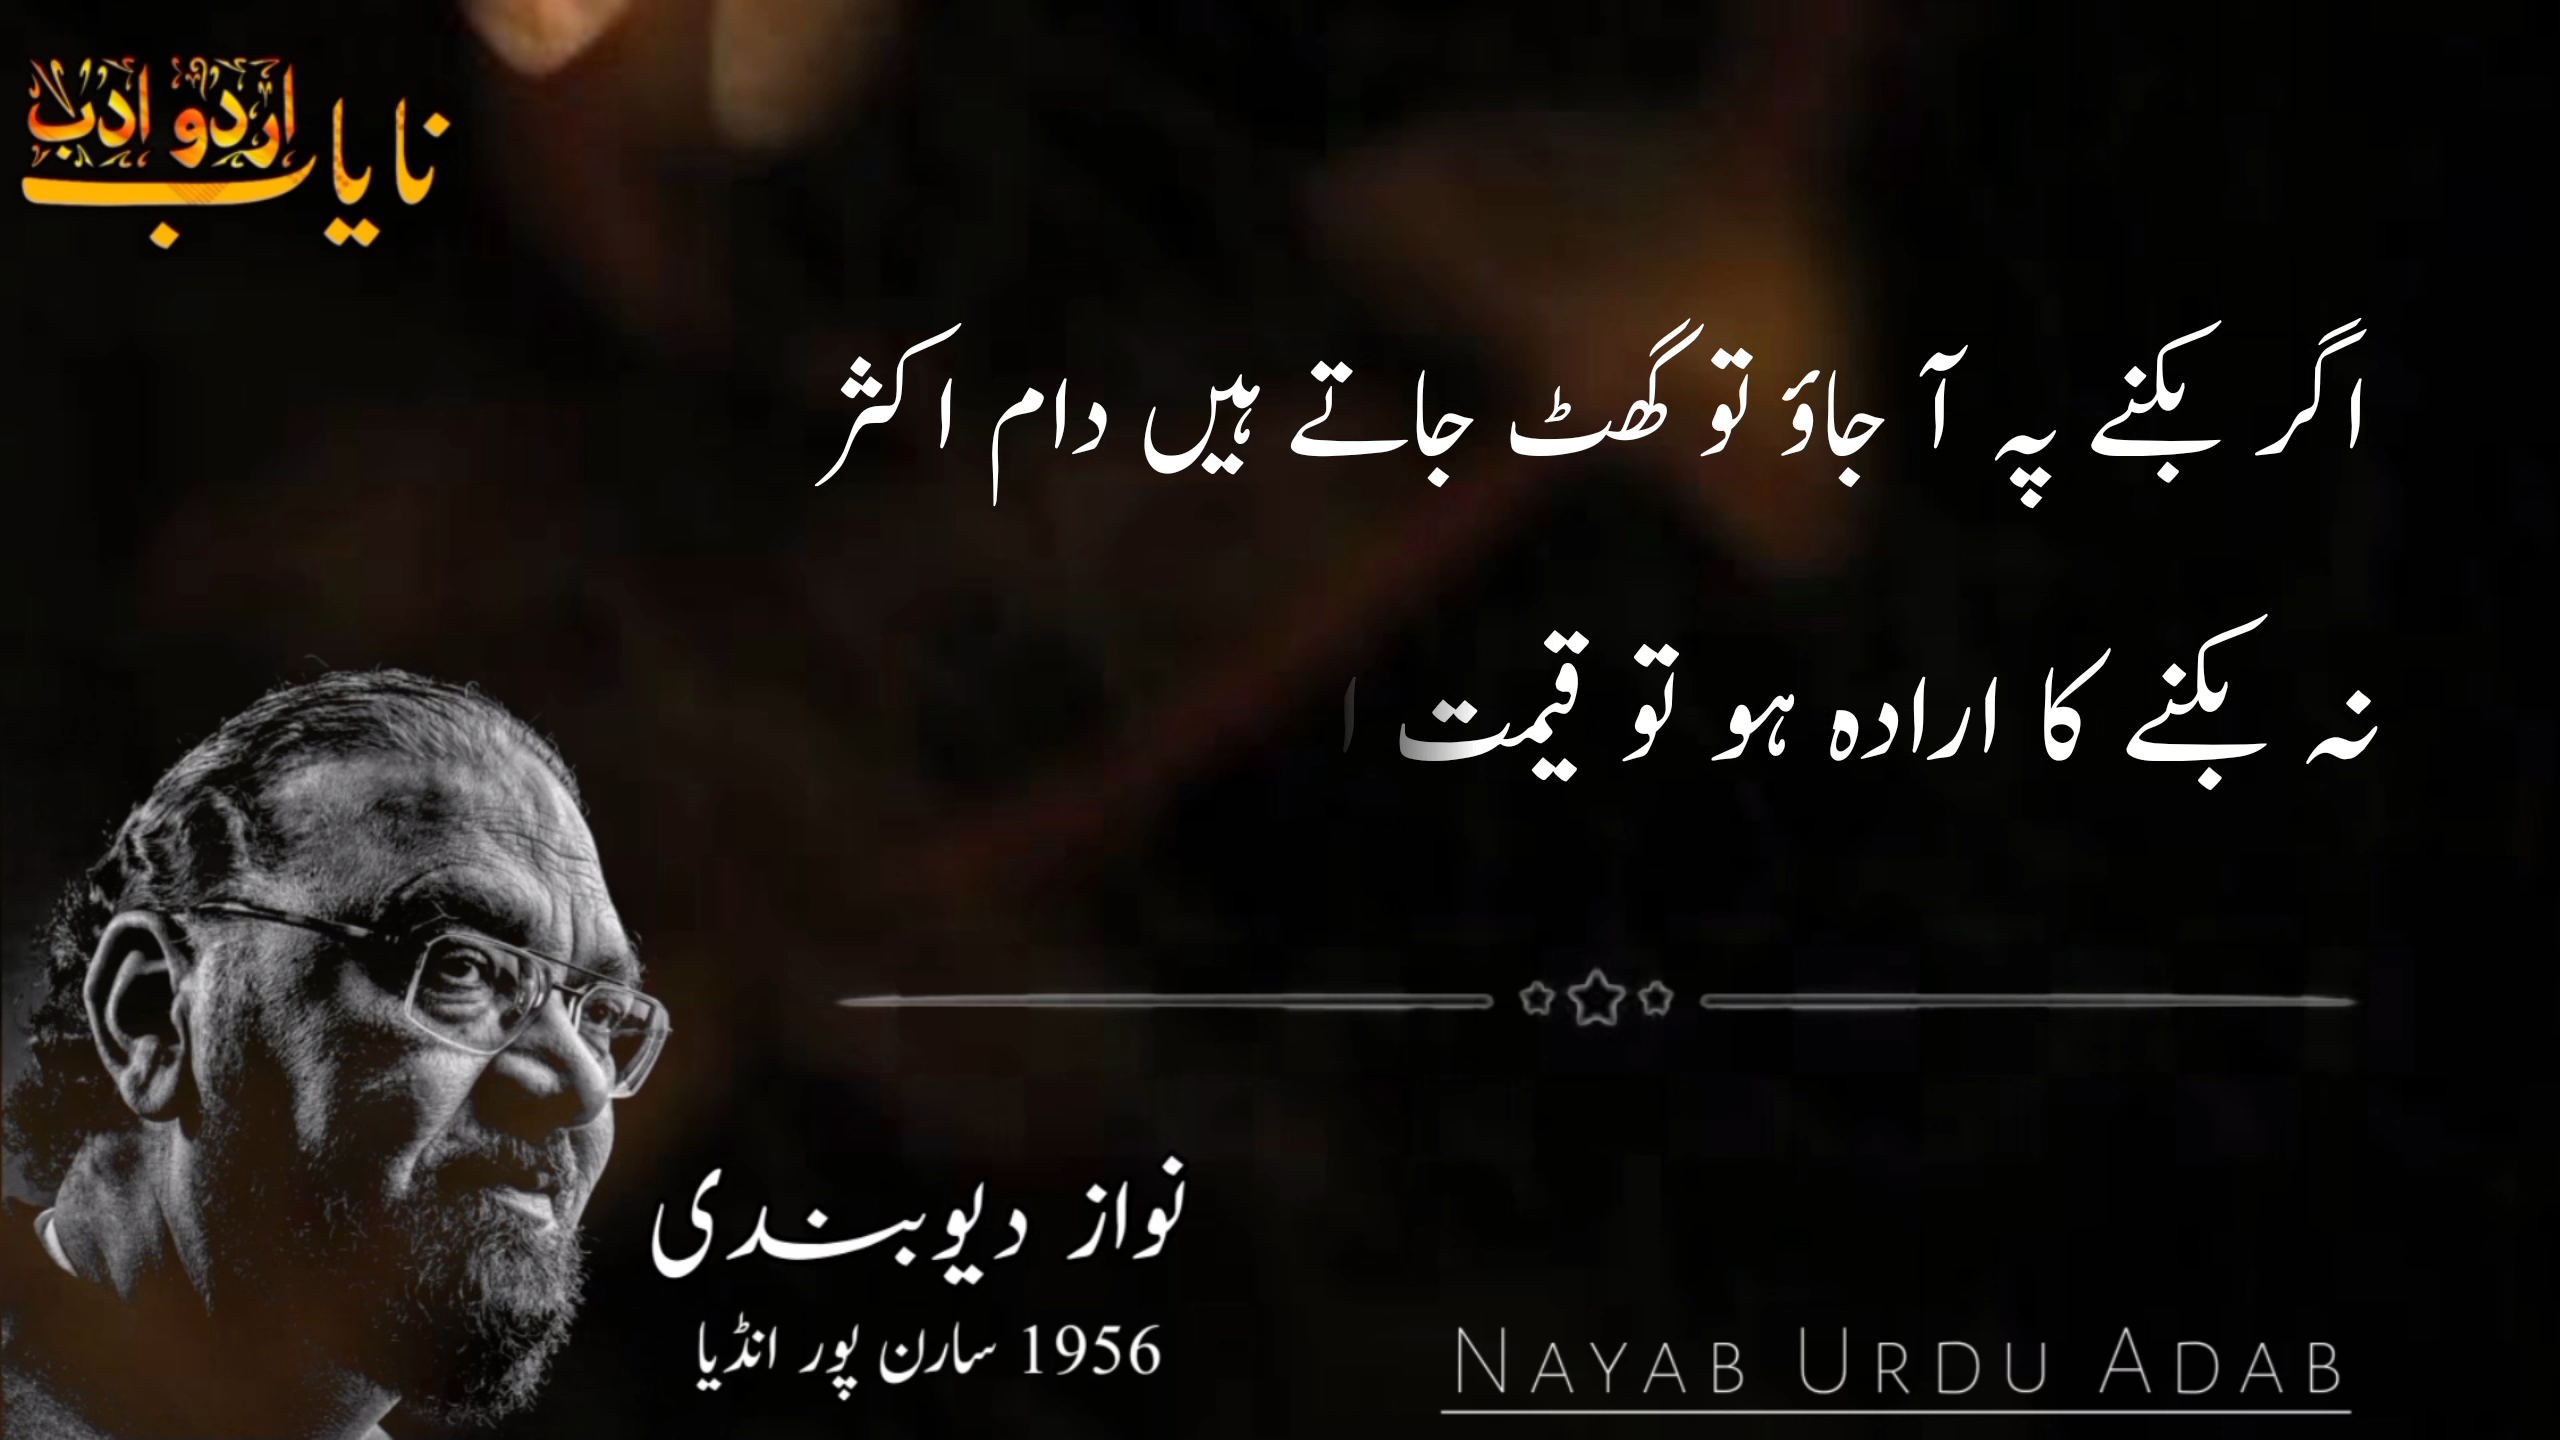 نایاب اردو ادب
اگر بکنے پہ آ جاؤ تو گھٹ جاتے ہیں دام اکثر
نہ بکنے کا ارادہ ہو تو قیمت ا
نواز دیوبندی
1956 سارن پور انڈیا
NAYAB URDU ADAB